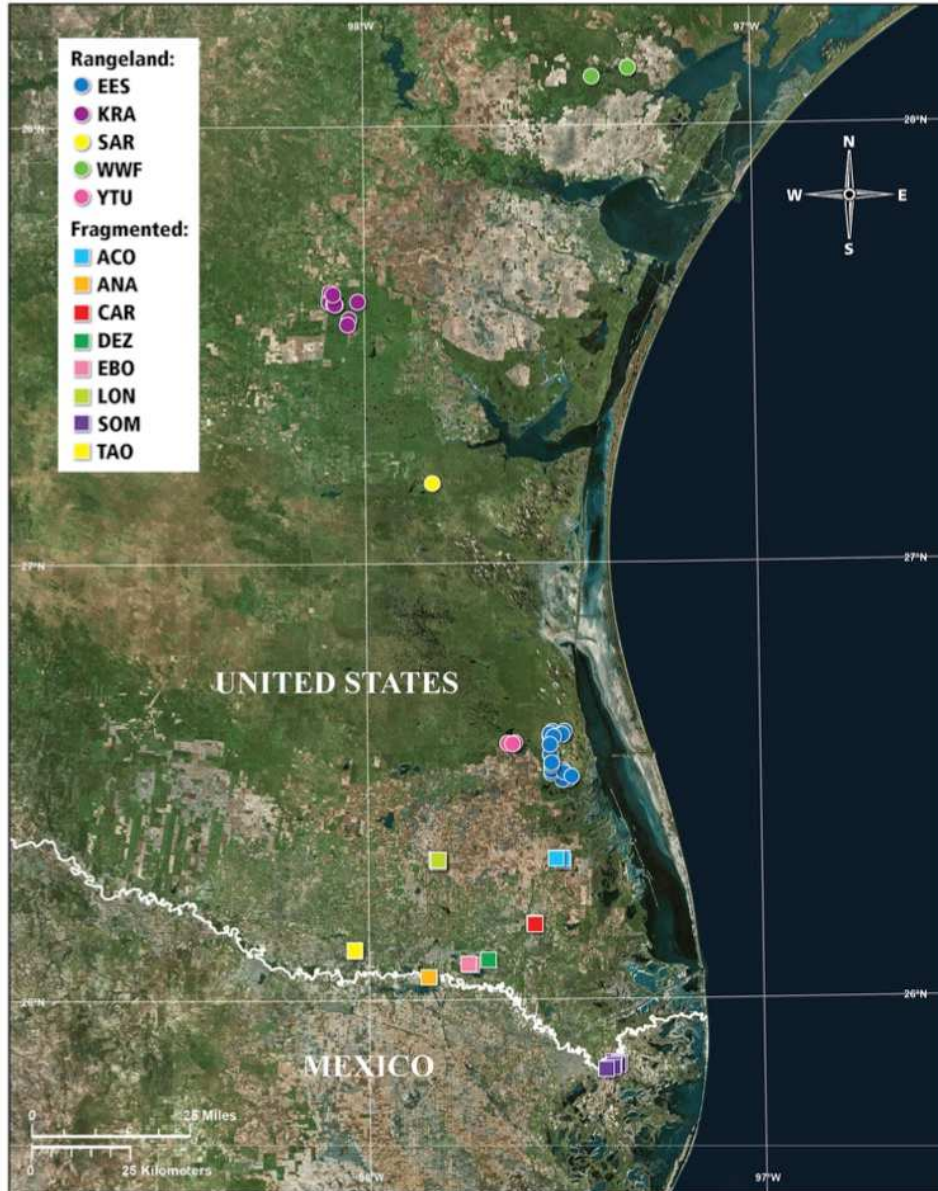 98°W
97°W
Rangeland:
EES
KRA
SAR
WWF
YTU
Fragmented:
ACO
ANA
CAR
DEZ
EBO
LON
SOM
TAO
28°N
N
W
E
S
27°N
27°N
UNITED STATES
26°N
26°N
MEXICO
0
25 Miles
0
25 Kilometers
98°W
97°W